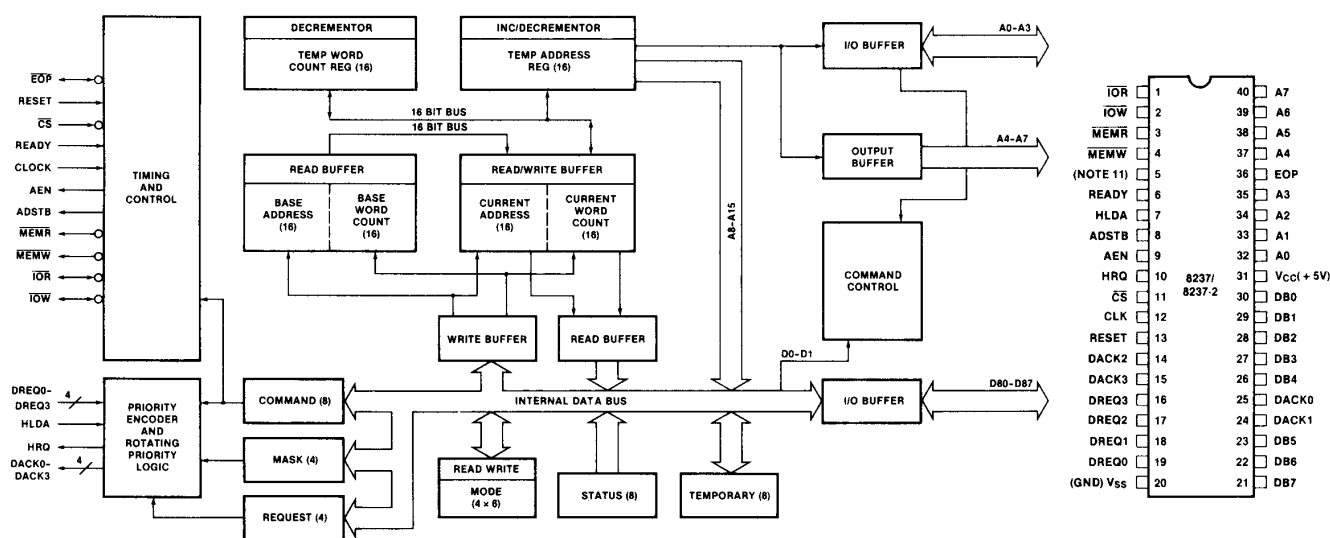 EOP
RESET
CS
READY
CLOCK
AEN
ADSTB
MEMR
MEMW
IOR
IOW
TIMING
AND
CONTROL
DREQ0-
DREQ3
4
HLDA
HRQ
DACK0-
DACK3
4
PRIORITY
ENCODER
AND
ROTATING
PRIORITY
LOGIC
DECREMENTOR
TEMP WORD
COUNT REG (16)
INC/DECREMENTOR
TEMP ADDRESS
REG (16)
16 BIT BUS
16 BIT BUS
READ BUFFER
BASE
ADDRESS
(16)
BASE
WORD
COUNT
(16)
READ/WRITE BUFFER
CURRENT
ADDRESS
(16)
CURRENT
WORD
COUNT
(16)
WRITE BUFFER
READ BUFFER
A8-A15
COMMAND (8)
MASK (4)
REQUEST (4)
INTERNAL DATA BUS
READ WRITE
MODE
(4 × 6)
STATUS (8)
TEMPORARY (8)
I/O BUFFER
A0-A3
OUTPUT
BUFFER
A4-A7
COMMAND
CONTROL
D0-D1
I/O BUFFER
D80-D87
IOR 1
IOW 2
MEMR 3
MEMW 4
(NOTE 11) 5
READY 6
HLDA 7
ADSTB 8
AEN 9
HRQ 10
CS 11
CLK 12
RESET 13
DACK2 14
DACK3 15
DREQ3 16
DREQ2 17
DREQ1 18
DREQ0 19
(GND) VSS 20
8237/
8237-2
40 A7
39 A6
38 A5
37 A4
36 EOP
35 A3
34 A2
33 A1
32 A0
31 VCC(+5V)
30 DB0
29 DB1
28 DB2
27 DB3
26 DB4
25 DACK0
24 DACK1
23 DB5
22 DB6
21 DB7